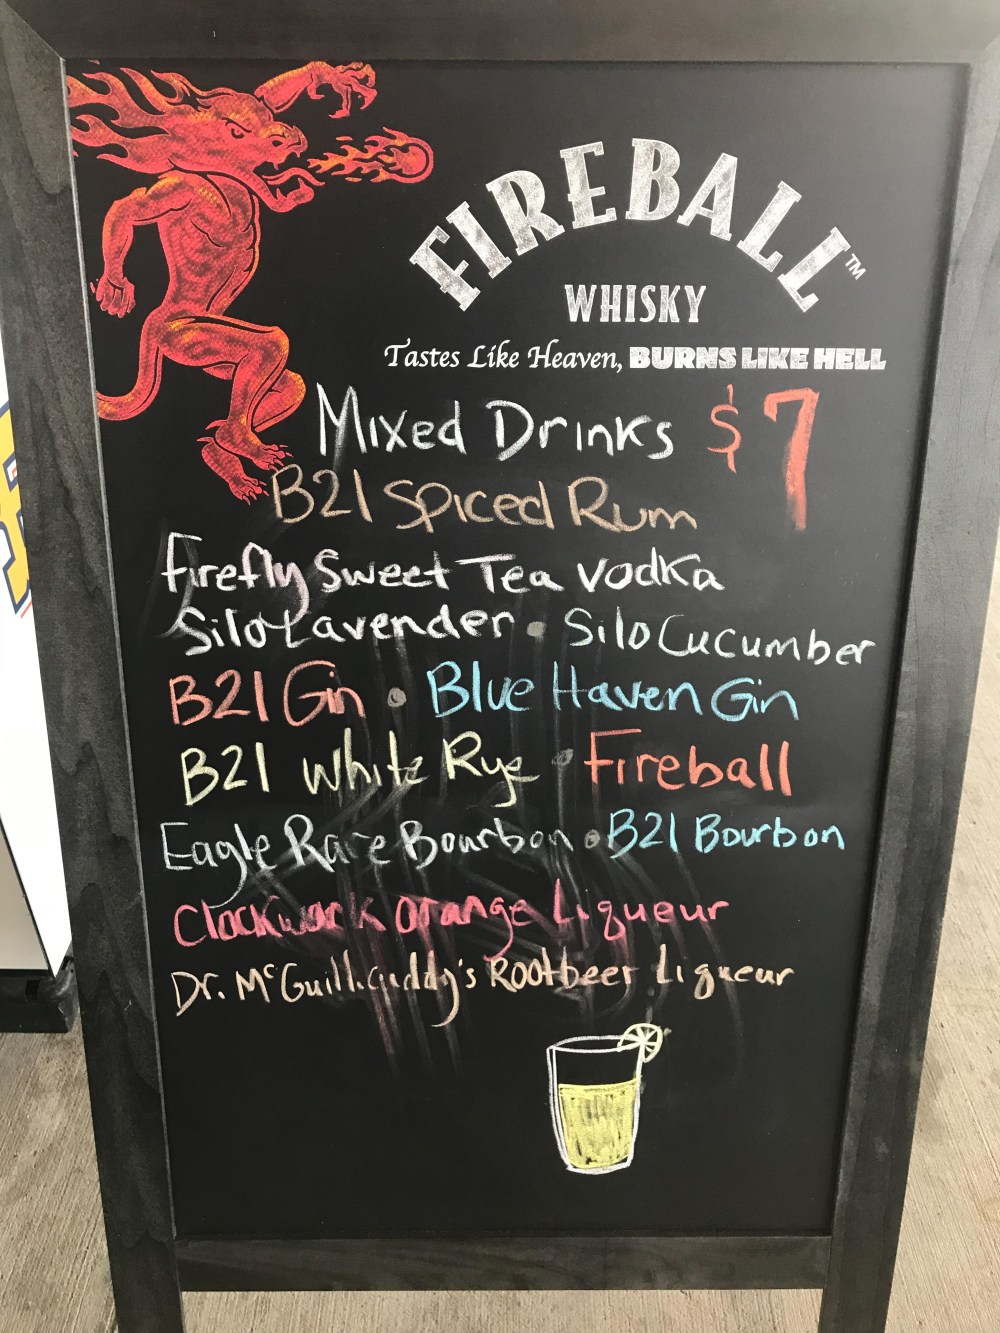 FIREBALL™
WHISKY
Tastes Like Heaven, BURNS LIKE HELL
Mixed Drinks $7
B21 Spiced Rum
Firefly Sweet Tea Vodka
Silo Lavender • Silo Cucumber
B21 Gin • Blue Haven Gin
B21 White Rye • Fireball
Eagle Rare Bourbon • B21 Bourbon
Clockwork Orange Liqueur
Dr. McGuillicuddy's Rootbeer Liqueur